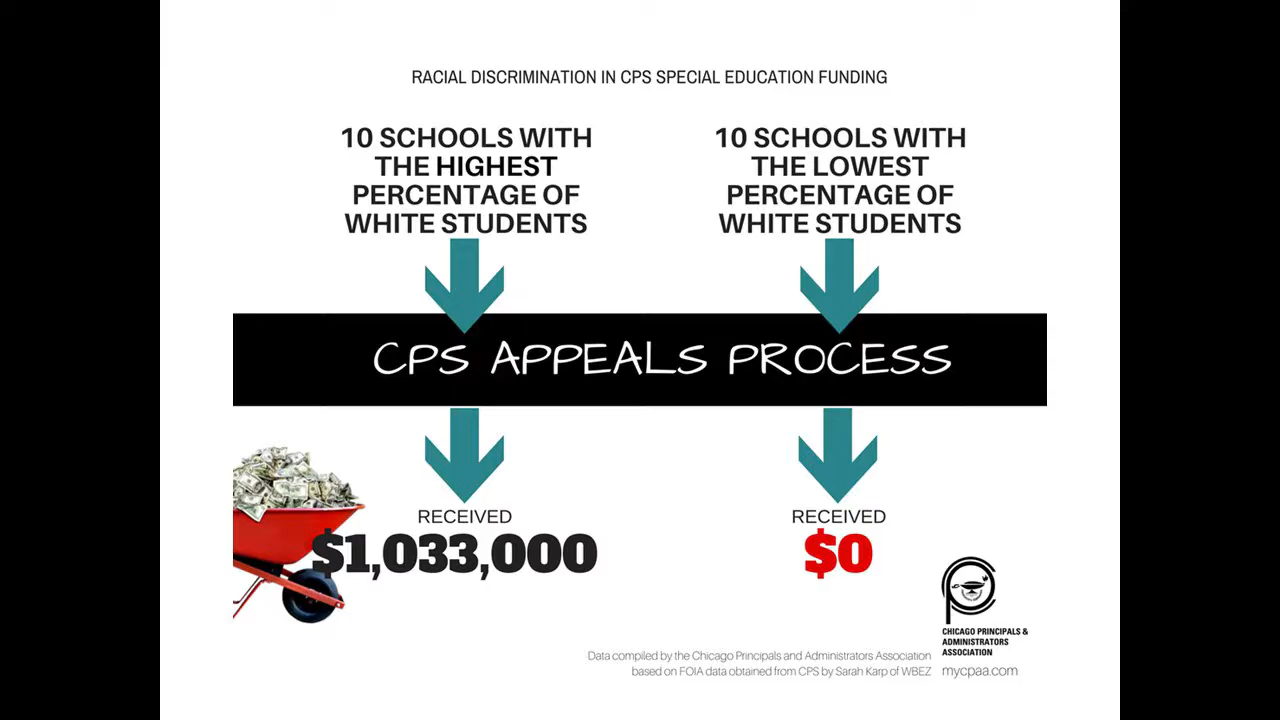 RACIAL DISCRIMINATION IN CPS SPECIAL EDUCATION FUNDING
10 SCHOOLS WITH
THE HIGHEST
PERCENTAGE OF
WHITE STUDENTS
10 SCHOOLS WITH
THE LOWEST
PERCENTAGE OF
WHITE STUDENTS
CPS APPEALS PROCESS
RECEIVED
$1,033,000
RECEIVED
$0
CHICAGO PRINCIPALS &
ADMINISTRATORS
ASSOCIATION
mycpaa.com
Data compiled by the Chicago Principals and Administrators Association
based on FOIA data obtained from CPS by Sarah Karp of WBEZ